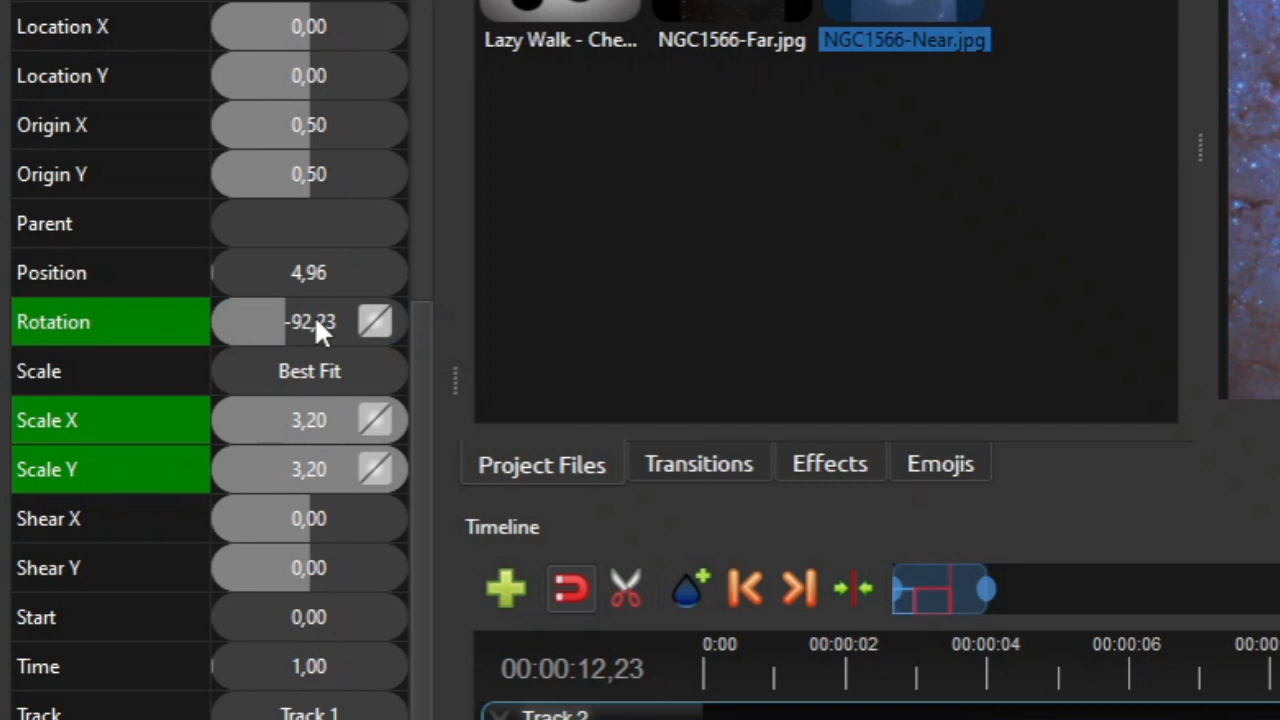 Location X 0,00
Location Y 0,00
Origin X 0,50
Origin Y 0,50
Parent
Position 4,96
Rotation -92,23
Scale Best Fit
Scale X 3,20
Scale Y 3,20
Shear X 0,00
Shear Y 0,00
Start 0,00
Time 1,00
Track Track 1
Lazy Walk - Che... NGC1566-Far.jpg NGC1566-Near.jpg
Project Files Transitions Effects Emojis
Timeline
0:00 00:00:02 00:00:04 00:00:06 00:00
00:00:12,23
Track 2